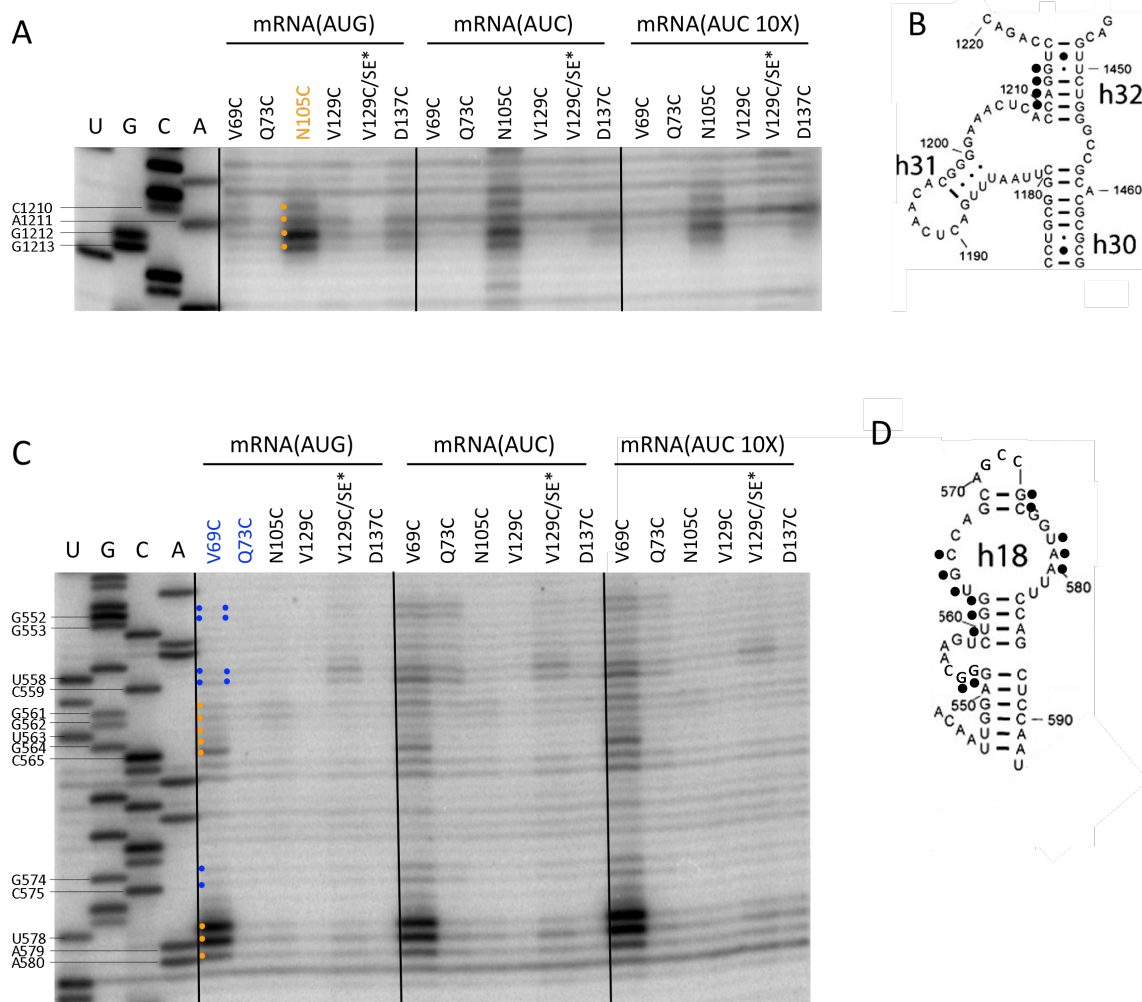 A
mRNA(AUG) mRNA(AUC) mRNA(AUC 10X)
U G C A V69C Q73C N105C V129C V129C/SE* D137C V69C Q73C N105C V129C V129C/SE* D137C V69C Q73C N105C V129C V129C/SE* D137C
C1210
A1211
G1212
G1213
B
C A G A C C U G G A C C A C U C A A A G G G G C A C A A C U C A G U U U A A U U C G G C G U C C
G A C G U U C U G G G C C G C A C G C G C G
1220
1210
1200
1190
1180
1450
1460
h31
h32
h30
C
mRNA(AUG) mRNA(AUC) mRNA(AUC 10X)
U G C A V69C Q73C N105C V129C V129C/SE* D137C V69C Q73C N105C V129C V129C/SE* D137C V69C Q73C N105C V129C V129C/SE* D137C
G552
G553
U558
C559
G561
G562
U563
G564
C565
G574
C575
U578
A579
A580
D
A C A A U U G G A G G C A A G U U G G U G C C A C G C A G C C G C G G U A A U U C C A G C U C C A A U
570
560
550
580
590
h18